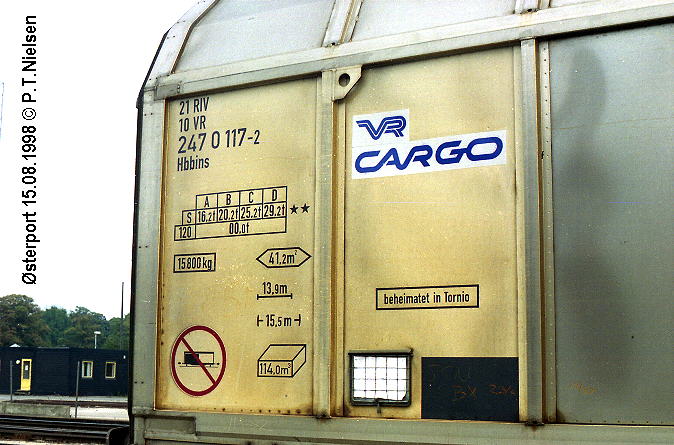 Østerport 15.08.1998 © P.T.Nielsen
21 RIV
10 VR
247 0 117-2
Hbbins
A B C D
S 16,2t 20,2t 25,2t 29,2t ★★
120 00,0t
15800kg
41,2m²
13,9m
15,5m
114,0m³
VR
CARGO
beheimatet in Tornio